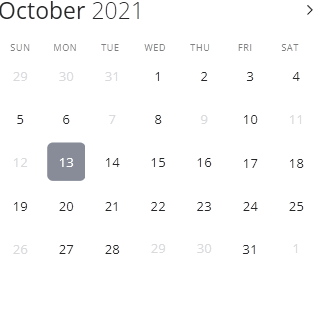 October 2021
SUN MON TUE WED THU FRI SAT
29 30 31 1 2 3 4
5 6 7 8 9 10 11
12 13 14 15 16 17 18
19 20 21 22 23 24 25
26 27 28 29 30 31 1